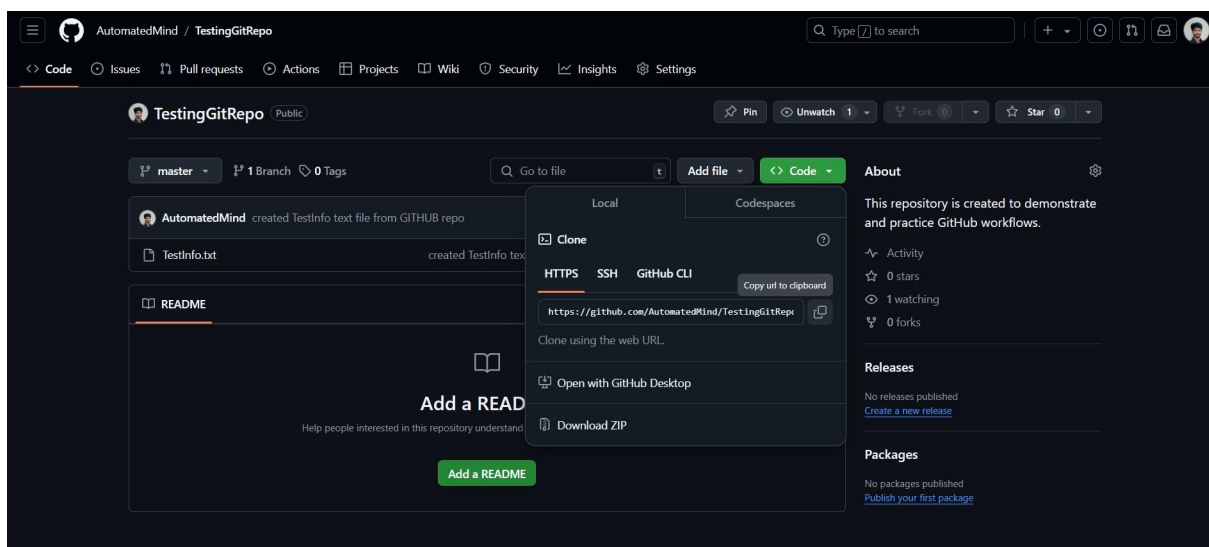 AutomatedMind / TestingGitRepo
Type / to search
Code Issues Pull requests Actions Projects Wiki Security Insights Settings
TestingGitRepo Public
Pin Unwatch 1 Fork 0 Star 0
master 1 Branch 0 Tags
Go to file t
Add file
Code
AutomatedMind created TestInfo text file from GITHUB repo
TestInfo.txt created TestInfo tex
README
Add a READ
Help people interested in this repository understand
Add a README
Local Codespaces
Clone
HTTPS SSH GitHub CLI
Copy url to clipboard
https://github.com/AutomatedMind/TestingGitRepo
Clone using the web URL.
Open with GitHub Desktop
Download ZIP
About
This repository is created to demonstrate
and practice GitHub workflows.
Activity
0 stars
1 watching
0 forks
Releases
No releases published
Create a new release
Packages
No packages published
Publish your first package